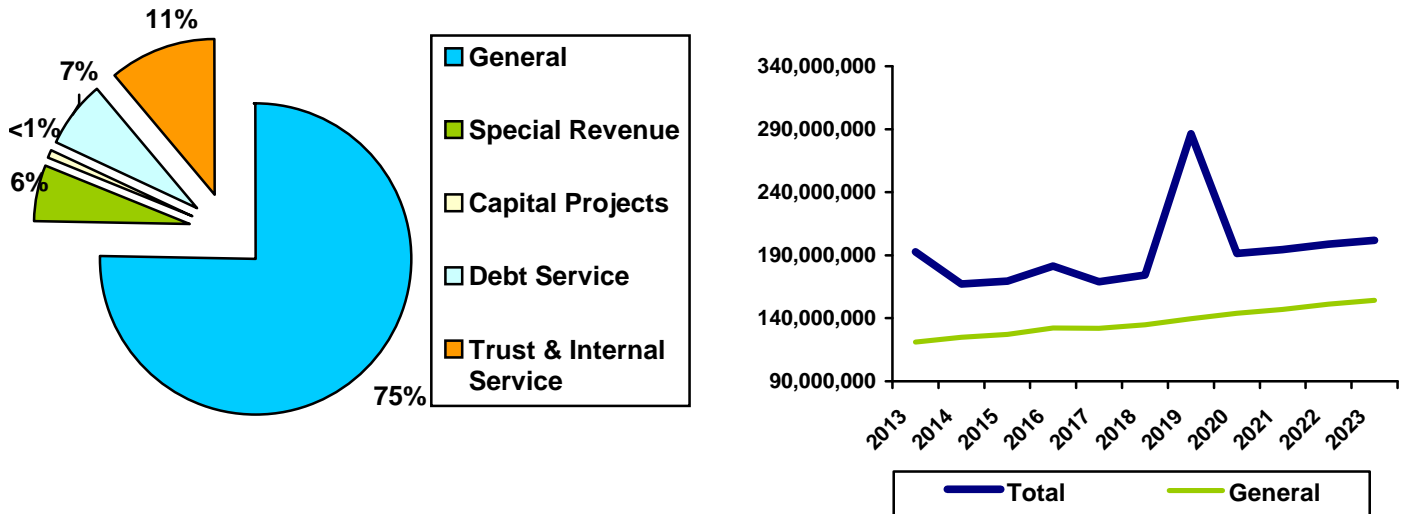 11%
7%
<1%
6%
75%
General
Special Revenue
Capital Projects
Debt Service
Trust & Internal
Service
340,000,000
290,000,000
240,000,000
190,000,000
140,000,000
90,000,000
2013
2014
2015
2016
2017
2018
2019
2020
2021
2022
2023
Total
General